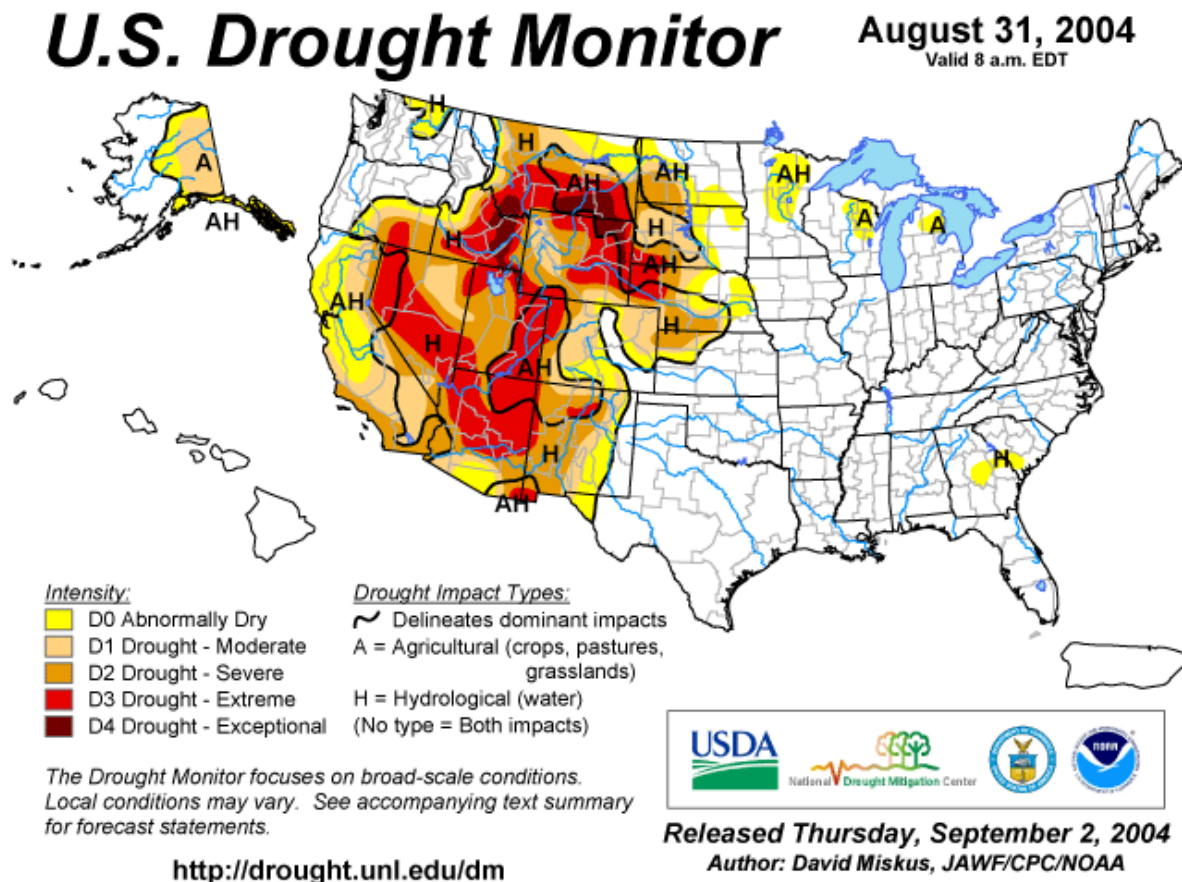 U.S. Drought Monitor
August 31, 2004
Valid 8 a.m. EDT
H
A
AH
H
AH
AH
AH
A
A
H
H
AH
AH
H
H
AH
H
H
AH
Intensity:
D0 Abnormally Dry
D1 Drought - Moderate
D2 Drought - Severe
D3 Drought - Extreme
D4 Drought - Exceptional
Drought Impact Types:
Delineates dominant impacts
A = Agricultural (crops, pastures,
grasslands)
H = Hydrological (water)
(No type = Both impacts)
USDA
National Drought Mitigation Center
NOAA
The Drought Monitor focuses on broad-scale conditions.
Local conditions may vary. See accompanying text summary
for forecast statements.
http://drought.unl.edu/dm
Released Thursday, September 2, 2004
Author: David Miskus, JAWF/CPC/NOAA